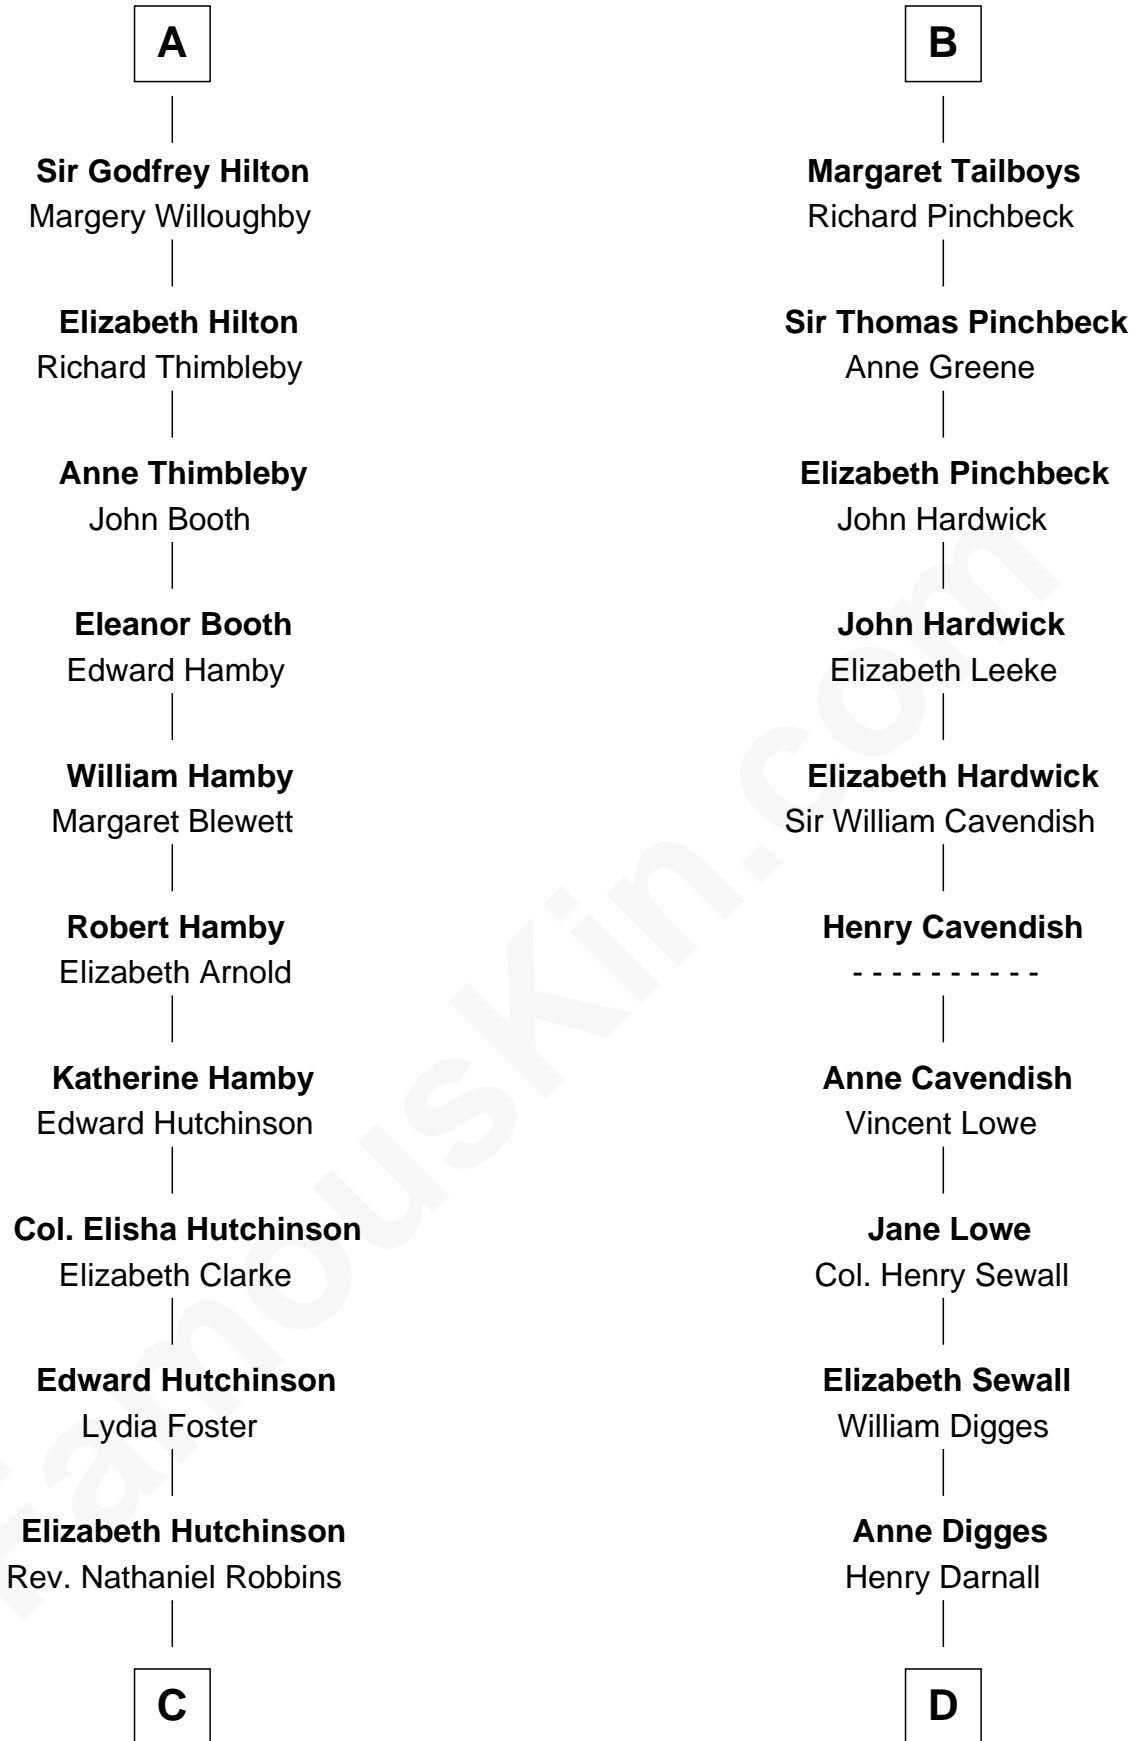 A
Sir Godfrey Hilton
Margery Willoughby
Elizabeth Hilton
Richard Thimbleby
Anne Thimbleby
John Booth
Eleanor Booth
Edward Hamby
William Hamby
Margaret Blewett
Robert Hamby
Elizabeth Arnold
Katherine Hamby
Edward Hutchinson
Col. Elisha Hutchinson
Elizabeth Clarke
Edward Hutchinson
Lydia Foster
Elizabeth Hutchinson
Rev. Nathaniel Robbins
C
B
Margaret Tailboys
Richard Pinchbeck
Sir Thomas Pinchbeck
Anne Greene
Elizabeth Pinchbeck
John Hardwick
John Hardwick
Elizabeth Leeke
Elizabeth Hardwick
Sir William Cavendish
Henry Cavendish
- - - - - - - - - -
Anne Cavendish
Vincent Lowe
Jane Lowe
Col. Henry Sewall
Elizabeth Sewall
William Digges
Anne Digges
Henry Darnall
D
FamousKin.com